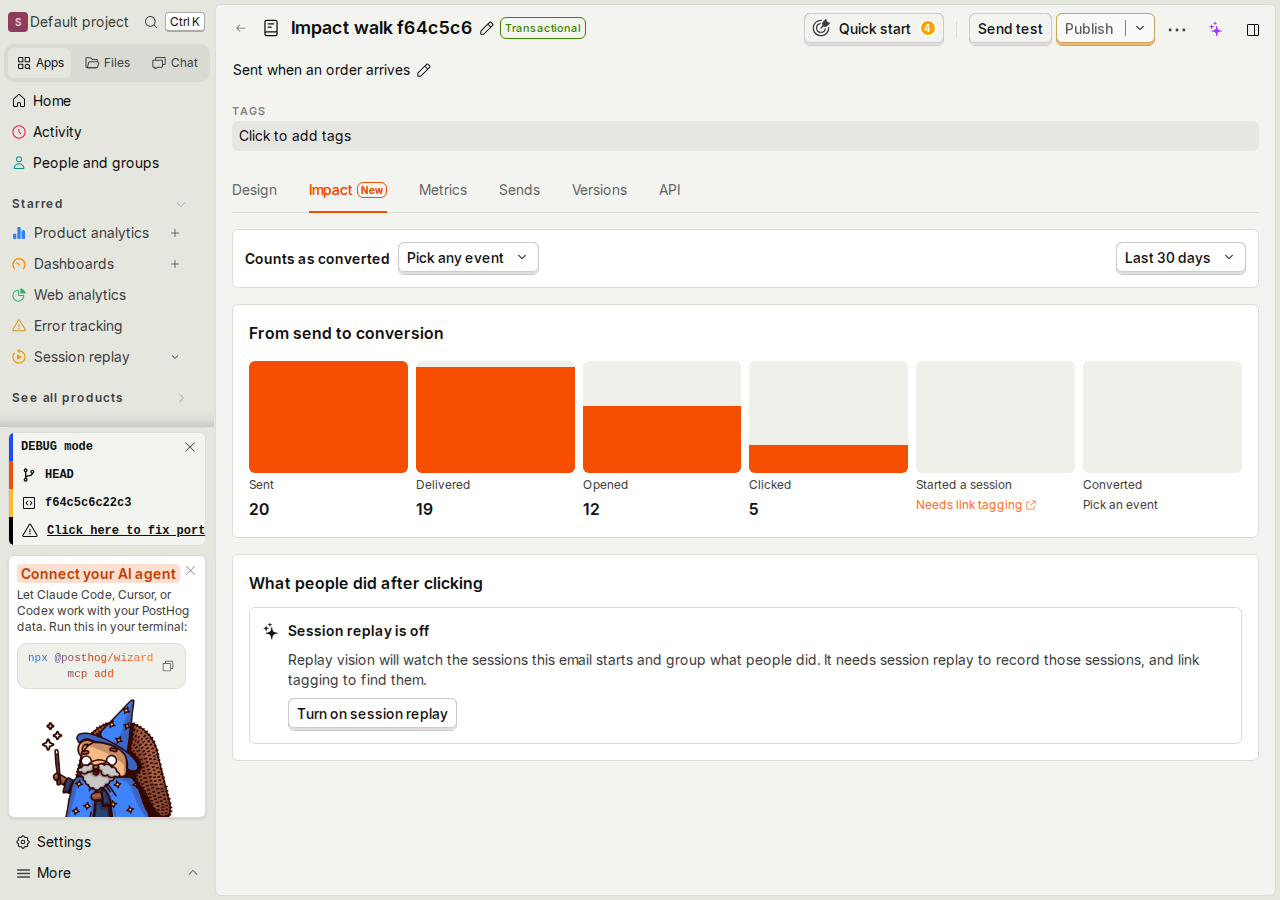 S Default project Ctrl K
Apps Files Chat
Home
Activity
People and groups
Starred
Product analytics
Dashboards
Web analytics
Error tracking
Session replay
See all products
DEBUG mode
HEAD
f64c5c6c22c3
Click here to fix port
Connect your AI agent
Let Claude Code, Cursor, or
Codex work with your PostHog
data. Run this in your terminal:
npx @posthog/wizard
mcp add
Settings
More
Impact walk f64c5c6 Transactional
Quick start 4 Send test Publish
Sent when an order arrives
TAGS
Click to add tags
Design Impact New Metrics Sends Versions API
Counts as converted Pick any event Last 30 days
From send to conversion
Sent Delivered Opened Clicked Started a session Converted
20 19 12 5 Needs link tagging Pick an event
What people did after clicking
Session replay is off
Replay vision will watch the sessions this email starts and group what people did. It needs session replay to record those sessions, and link
tagging to find them.
Turn on session replay